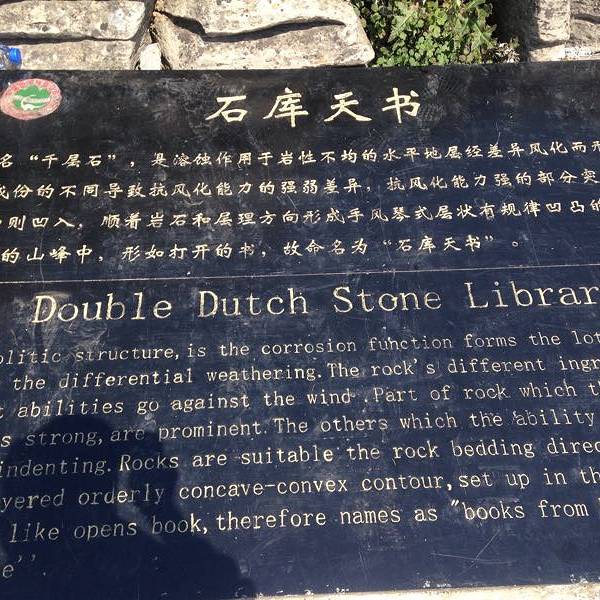 石库天书
名“千层石”，是溶蚀作用于岩性不均的水平地层经差异风化而形
成份的不同导致抗风化能力的强弱差异，抗风化能力强的部分突
则凹入，顺着岩石和层理方向形成手风琴式层状有规律凹凸的
的山峰中，形如打开的书，故命名为“石库天书”。
Double Dutch Stone Librar
olitic structure, is the corrosion function forms the lot
the differential weathering. The rock's different ingr
t abilities go against the wind. Part of rock which th
s strong, are prominent. The others which the ability
indenting. Rocks are suitable the rock bedding direc
yered orderly concave-convex contour, set up in th
like opens book, therefore names as "books from
e''.